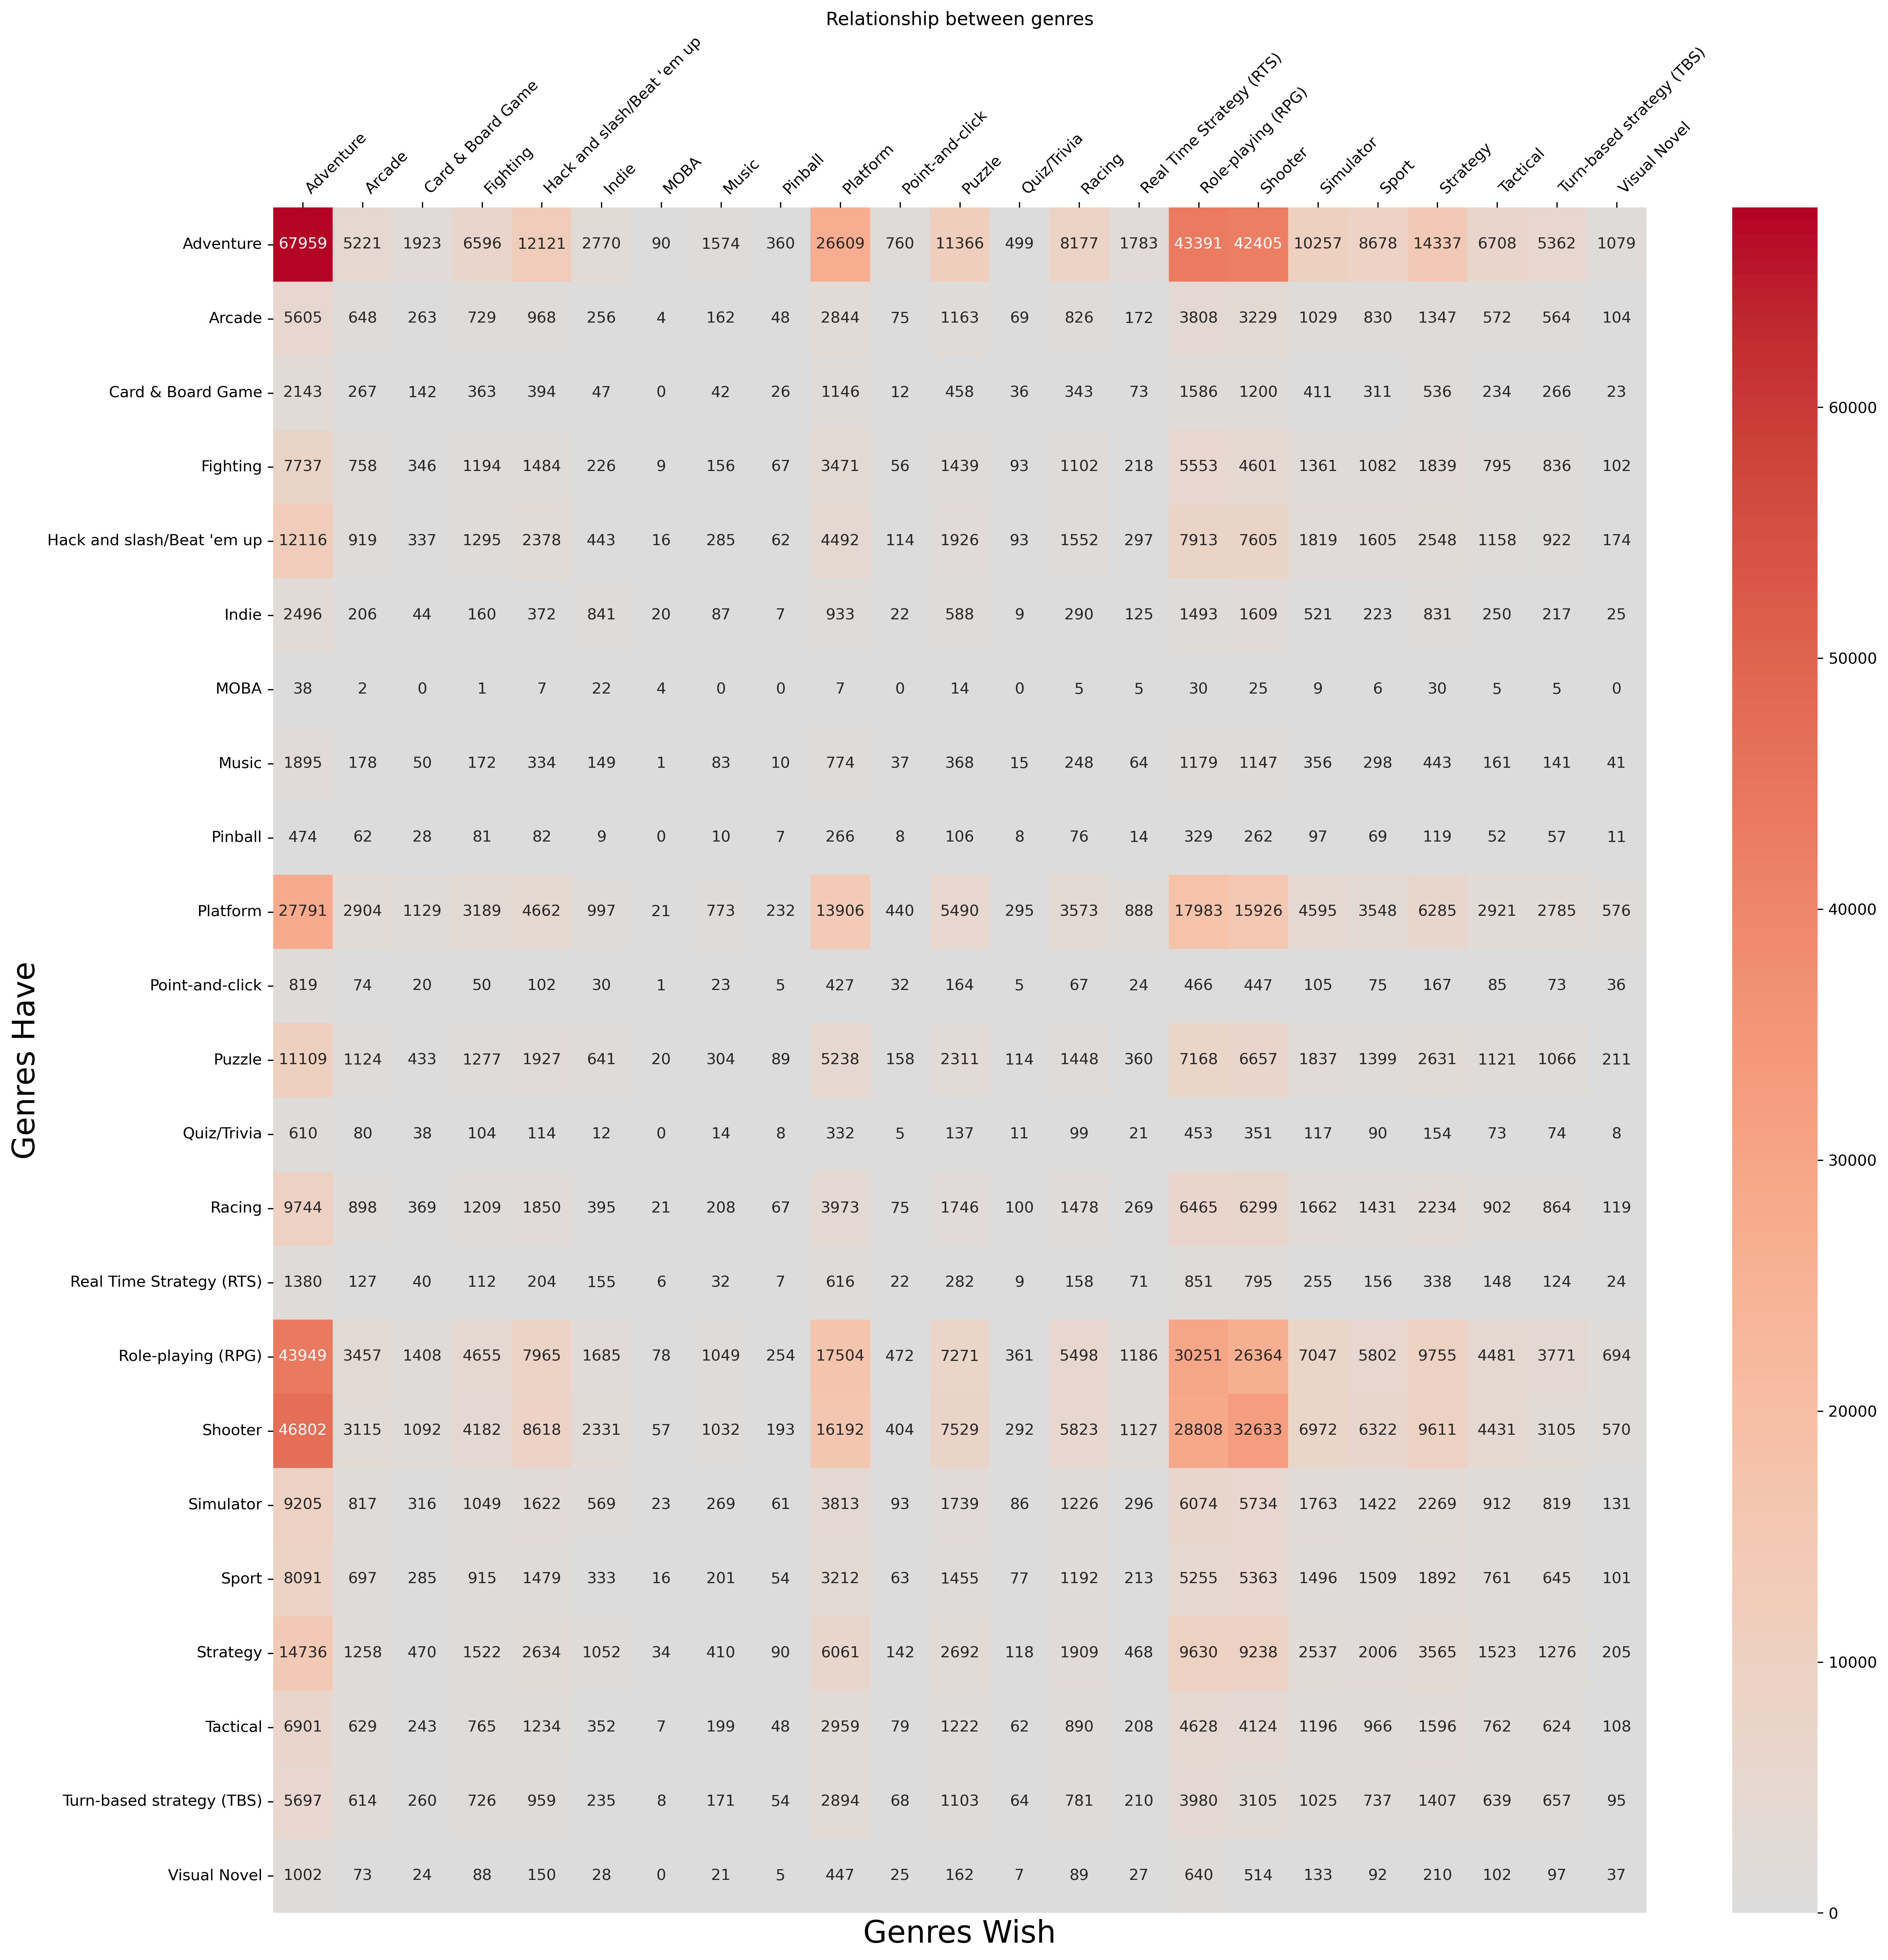 Relationship between genres
Adventure Arcade Card & Board Game Fighting Hack and slash/Beat 'em up Indie MOBA Music Pinball Platform Point-and-click Puzzle Quiz/Trivia Racing Real Time Strategy (RTS) Role-playing (RPG) Shooter Simulator Sport Strategy Tactical Turn-based strategy (TBS) Visual Novel
Adventure 67959 5221 1923 6596 12121 2770 90 1574 360 26609 760 11366 499 8177 1783 43391 42405 10257 8678 14337 6708 5362 1079
Arcade 5605 648 263 729 968 256 4 162 48 2844 75 1163 69 826 172 3808 3229 1029 830 1347 572 564 104
Card & Board Game 2143 267 142 363 394 47 0 42 26 1146 12 458 36 343 73 1586 1200 411 311 536 234 266 23
60000
Fighting 7737 758 346 1194 1484 226 9 156 67 3471 56 1439 93 1102 218 5553 4601 1361 1082 1839 795 836 102
Hack and slash/Beat 'em up 12116 919 337 1295 2378 443 16 285 62 4492 114 1926 93 1552 297 7913 7605 1819 1605 2548 1158 922 174
Indie 2496 206 44 160 372 841 20 87 7 933 22 588 9 290 125 1493 1609 521 223 831 250 217 25
50000
MOBA 38 2 0 1 7 22 4 0 0 7 0 14 0 5 5 30 25 9 6 30 5 5 0
Music 1895 178 50 172 334 149 1 83 10 774 37 368 15 248 64 1179 1147 356 298 443 161 141 41
Pinball 474 62 28 81 82 9 0 10 7 266 8 106 8 76 14 329 262 97 69 119 52 57 11
40000
Platform 27791 2904 1129 3189 4662 997 21 773 232 13906 440 5490 295 3573 888 17983 15926 4595 3548 6285 2921 2785 576
Point-and-click 819 74 20 50 102 30 1 23 5 427 32 164 5 67 24 466 447 105 75 167 85 73 36
Genres Have
Puzzle 11109 1124 433 1277 1927 641 20 304 89 5238 158 2311 114 1448 360 7168 6657 1837 1399 2631 1121 1066 211
Quiz/Trivia 610 80 38 104 114 12 0 14 8 332 5 137 11 99 21 453 351 117 90 154 73 74 8
30000
Racing 9744 898 369 1209 1850 395 21 208 67 3973 75 1746 100 1478 269 6465 6299 1662 1431 2234 902 864 119
Real Time Strategy (RTS) 1380 127 40 112 204 155 6 32 7 616 22 282 9 158 71 851 795 255 156 338 148 124 24
Role-playing (RPG) 43949 3457 1408 4655 7965 1685 78 1049 254 17504 472 7271 361 5498 1186 30251 26364 7047 5802 9755 4481 3771 694
20000
Shooter 46802 3115 1092 4182 8618 2331 57 1032 193 16192 404 7529 292 5823 1127 28808 32633 6972 6322 9611 4431 3105 570
Simulator 9205 817 316 1049 1622 569 23 269 61 3813 93 1739 86 1226 296 6074 5734 1763 1422 2269 912 819 131
Sport 8091 697 285 915 1479 333 16 201 54 3212 63 1455 77 1192 213 5255 5363 1496 1509 1892 761 645 101
Strategy 14736 1258 470 1522 2634 1052 34 410 90 6061 142 2692 118 1909 468 9630 9238 2537 2006 3565 1523 1276 205
10000
Tactical 6901 629 243 765 1234 352 7 199 48 2959 79 1222 62 890 208 4628 4124 1196 966 1596 762 624 108
Turn-based strategy (TBS) 5697 614 260 726 959 235 8 171 54 2894 68 1103 64 781 210 3980 3105 1025 737 1407 639 657 95
Visual Novel 1002 73 24 88 150 28 0 21 5 447 25 162 7 89 27 640 514 133 92 210 102 97 37
0
Genres Wish